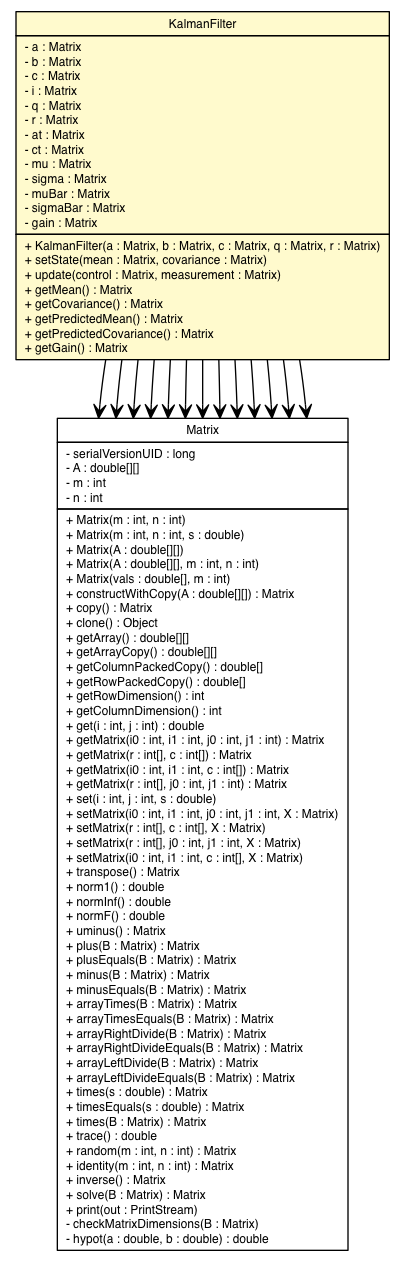 KalmanFilter
- a : Matrix
- b : Matrix
- c : Matrix
- i : Matrix
- q : Matrix
- r : Matrix
- at : Matrix
- ct : Matrix
- mu : Matrix
- sigma : Matrix
- muBar : Matrix
- sigmaBar : Matrix
- gain : Matrix
+ KalmanFilter(a : Matrix, b : Matrix, c : Matrix, q : Matrix, r : Matrix)
+ setState(mean : Matrix, covariance : Matrix)
+ update(control : Matrix, measurement : Matrix)
+ getMean() : Matrix
+ getCovariance() : Matrix
+ getPredictedMean() : Matrix
+ getPredictedCovariance() : Matrix
+ getGain() : Matrix
Matrix
- serialVersionUID : long
- A : double[][]
- m : int
- n : int
+ Matrix(m : int, n : int)
+ Matrix(m : int, n : int, s : double)
+ Matrix(A : double[][])
+ Matrix(A : double[][], m : int, n : int)
+ Matrix(vals : double[], m : int)
+ constructWithCopy(A : double[][]) : Matrix
+ copy() : Matrix
+ clone() : Object
+ getArray() : double[][]
+ getArrayCopy() : double[][]
+ getColumnPackedCopy() : double[]
+ getRowPackedCopy() : double[]
+ getRowDimension() : int
+ getColumnDimension() : int
+ get(i : int, j : int) : double
+ getMatrix(i0 : int, i1 : int, j0 : int, j1 : int) : Matrix
+ getMatrix(r : int[], c : int[]) : Matrix
+ getMatrix(i0 : int, i1 : int, c : int[]) : Matrix
+ getMatrix(r : int[], j0 : int, j1 : int) : Matrix
+ set(i : int, j : int, s : double)
+ setMatrix(i0 : int, i1 : int, j0 : int, j1 : int, X : Matrix)
+ setMatrix(r : int[], c : int[], X : Matrix)
+ setMatrix(r : int[], j0 : int, j1 : int, X : Matrix)
+ setMatrix(i0 : int, i1 : int, c : int[], X : Matrix)
+ transpose() : Matrix
+ norm1() : double
+ normInf() : double
+ normF() : double
+ uminus() : Matrix
+ plus(B : Matrix) : Matrix
+ plusEquals(B : Matrix) : Matrix
+ minus(B : Matrix) : Matrix
+ minusEquals(B : Matrix) : Matrix
+ arrayTimes(B : Matrix) : Matrix
+ arrayTimesEquals(B : Matrix) : Matrix
+ arrayRightDivide(B : Matrix) : Matrix
+ arrayRightDivideEquals(B : Matrix) : Matrix
+ arrayLeftDivide(B : Matrix) : Matrix
+ arrayLeftDivideEquals(B : Matrix) : Matrix
+ times(s : double) : Matrix
+ timesEquals(s : double) : Matrix
+ times(B : Matrix) : Matrix
+ trace() : double
+ random(m : int, n : int) : Matrix
+ identity(m : int, n : int) : Matrix
+ inverse() : Matrix
+ solve(B : Matrix) : Matrix
+ print(out : PrintStream)
- checkMatrixDimensions(B : Matrix)
- hypot(a : double, b : double) : double